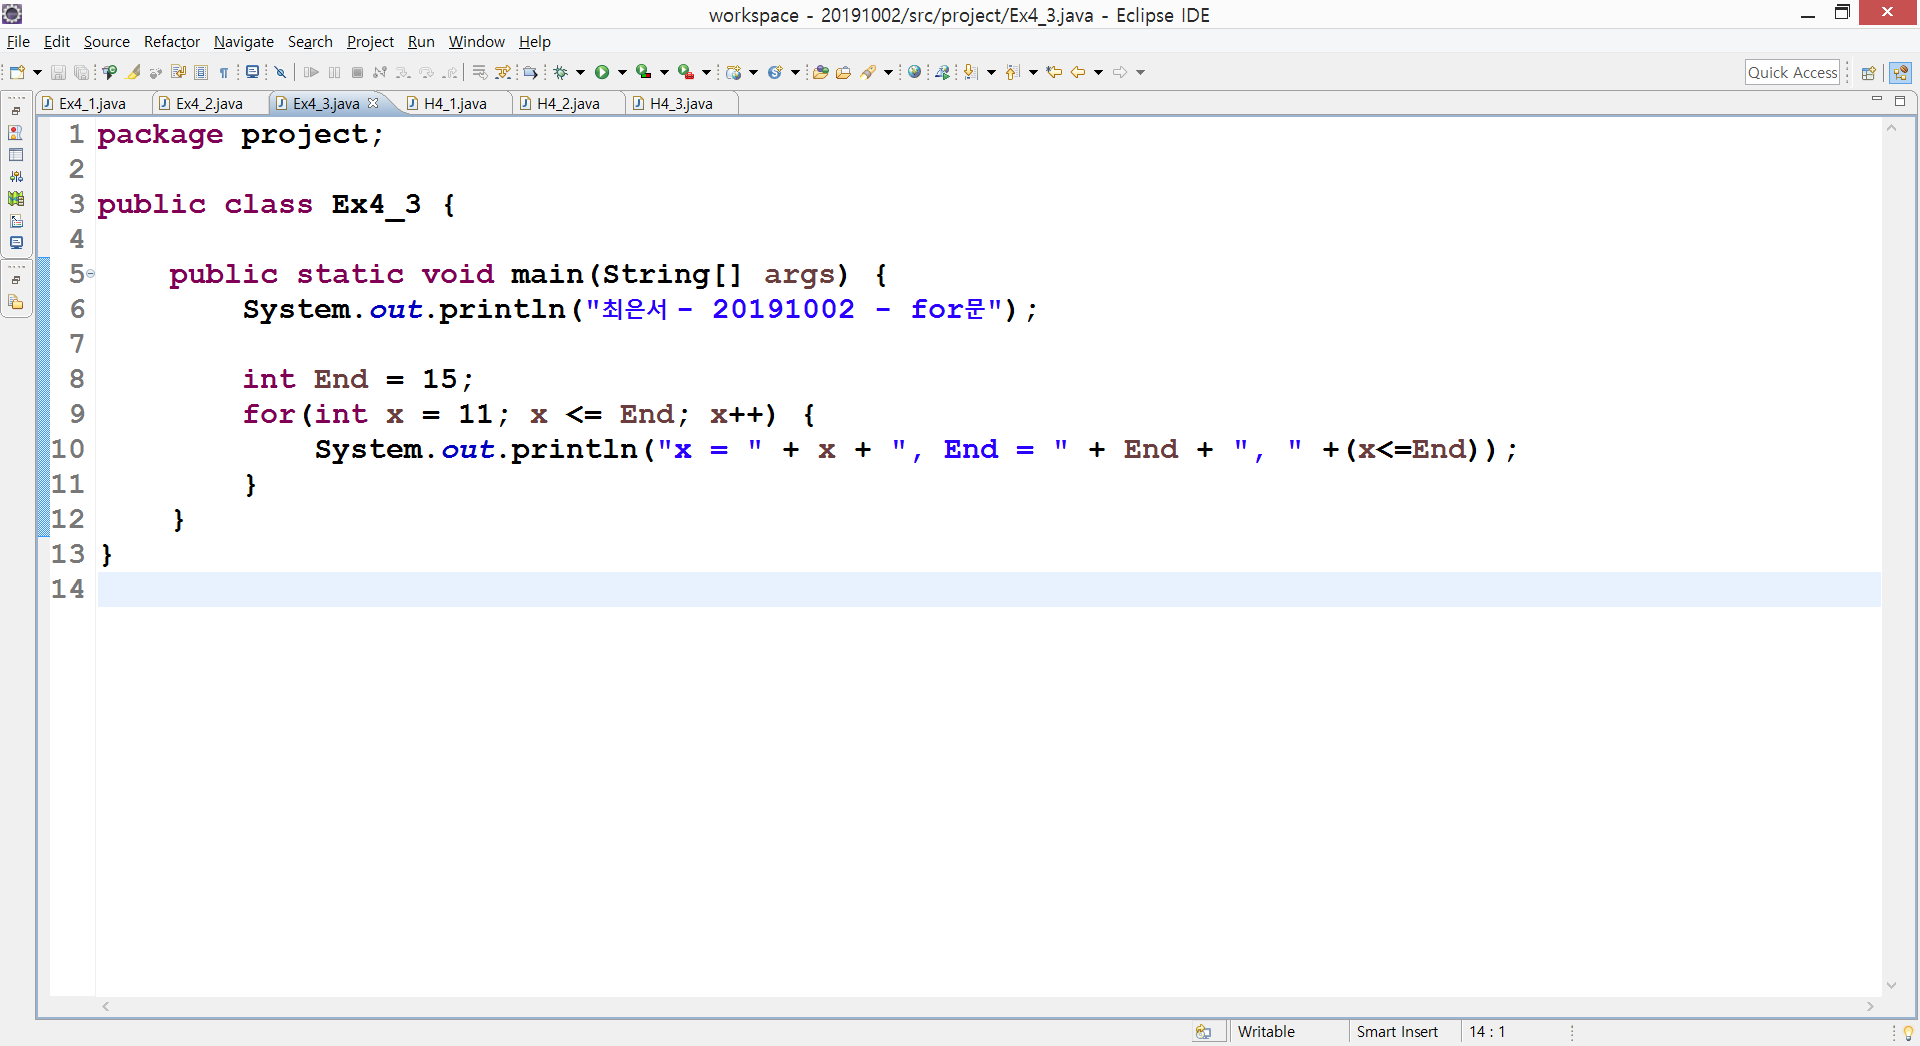 workspace - 20191002/src/project/Ex4_3.java - Eclipse IDE
File Edit Source Refactor Navigate Search Project Run Window Help
Quick Access
Ex4_1.java Ex4_2.java Ex4_3.java H4_1.java H4_2.java H4_3.java
1 package project;
2
3 public class Ex4_3 {
4
5 public static void main(String[] args) {
6 System.out.println("최은서 - 20191002 - for문");
7
8 int End = 15;
9 for(int x = 11; x <= End; x++) {
10 System.out.println("x = " + x + ", End = " + End + ", " +(x<=End));
11 }
12 }
13 }
14
Writable Smart Insert 14 : 1